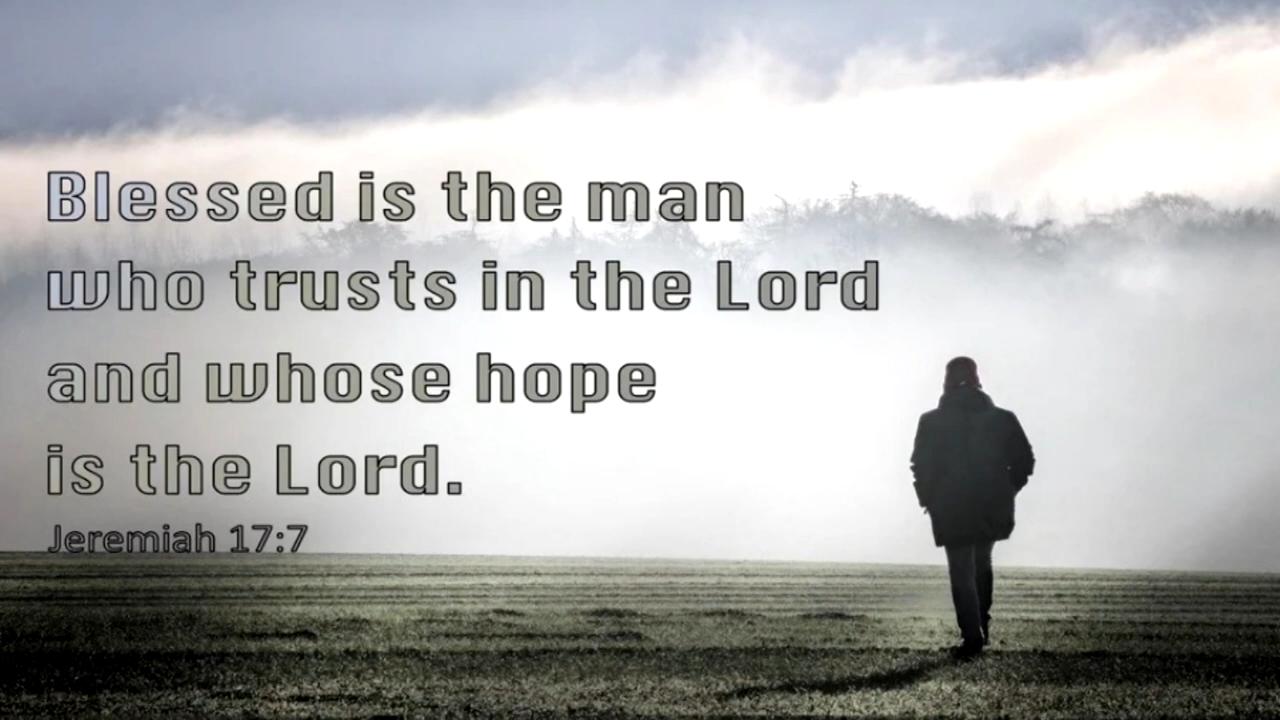 Blessed is the man
who trusts in the Lord
and whose hope
is the Lord.
Jeremiah 17:7